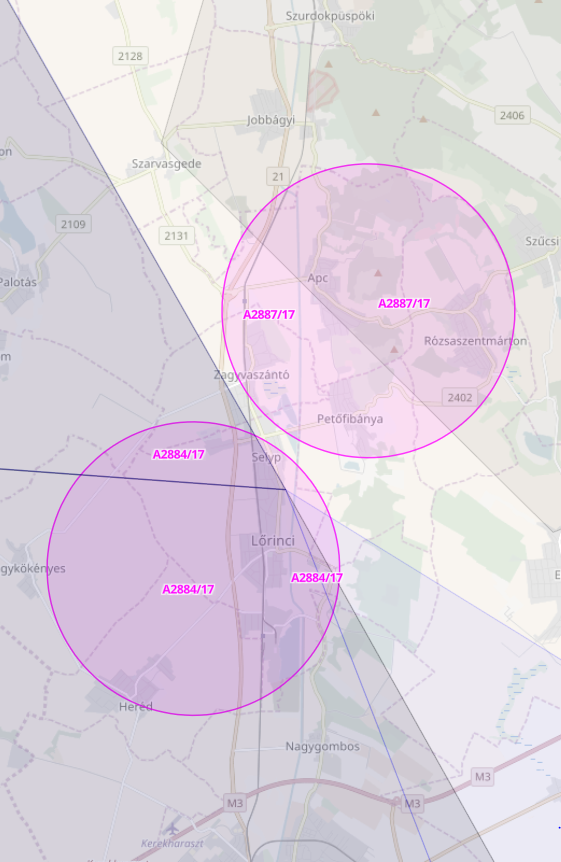 Szurdokpüspöki
2128
2406
Jobbágyi
Szarvasgede
21
on
2109
2131
Szűcsi
Palotás
Apc
A2887/17
A2887/17
Rózsaszentmárton
m
Zagyvaszántó
2402
Petőfibánya
A2884/17
Selyp
Lőrinci
gykökényes
A2884/17
E
A2884/17
Heréd
Nagygombos
M3
M3
M3
Kerekharaszt